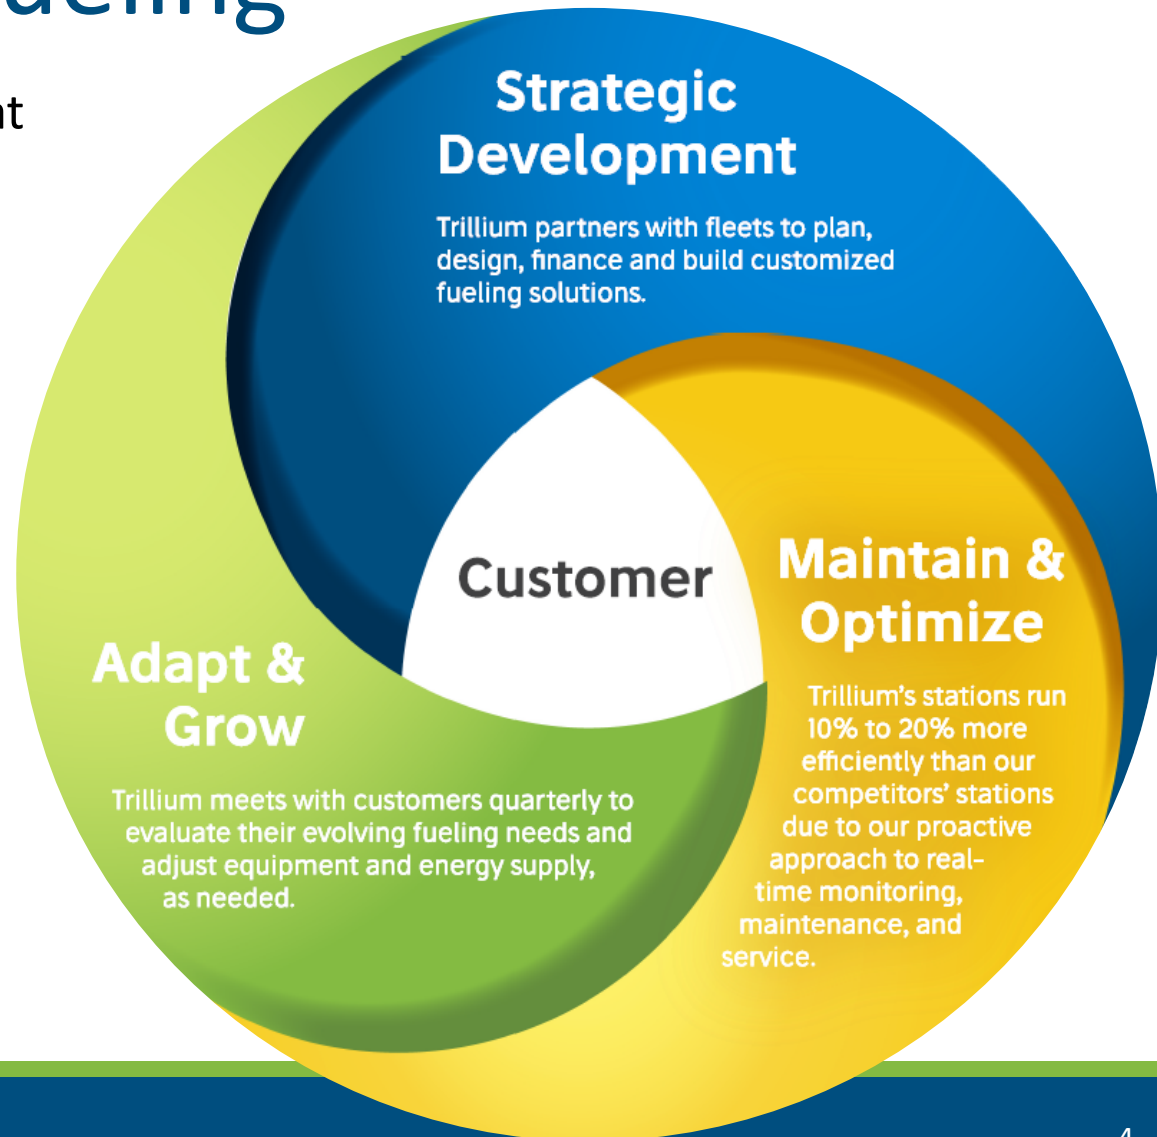 Strategic
Development
Trillium partners with fleets to plan,
design, finance and build customized
fueling solutions.
Customer
Maintain &
Optimize
Trillium's stations run
10% to 20% more
efficiently than our
competitors' stations
due to our proactive
approach to real-
time monitoring,
maintenance, and
service.
Adapt &
Grow
Trillium meets with customers quarterly to
evaluate their evolving fueling needs and
adjust equipment and energy supply,
as needed.